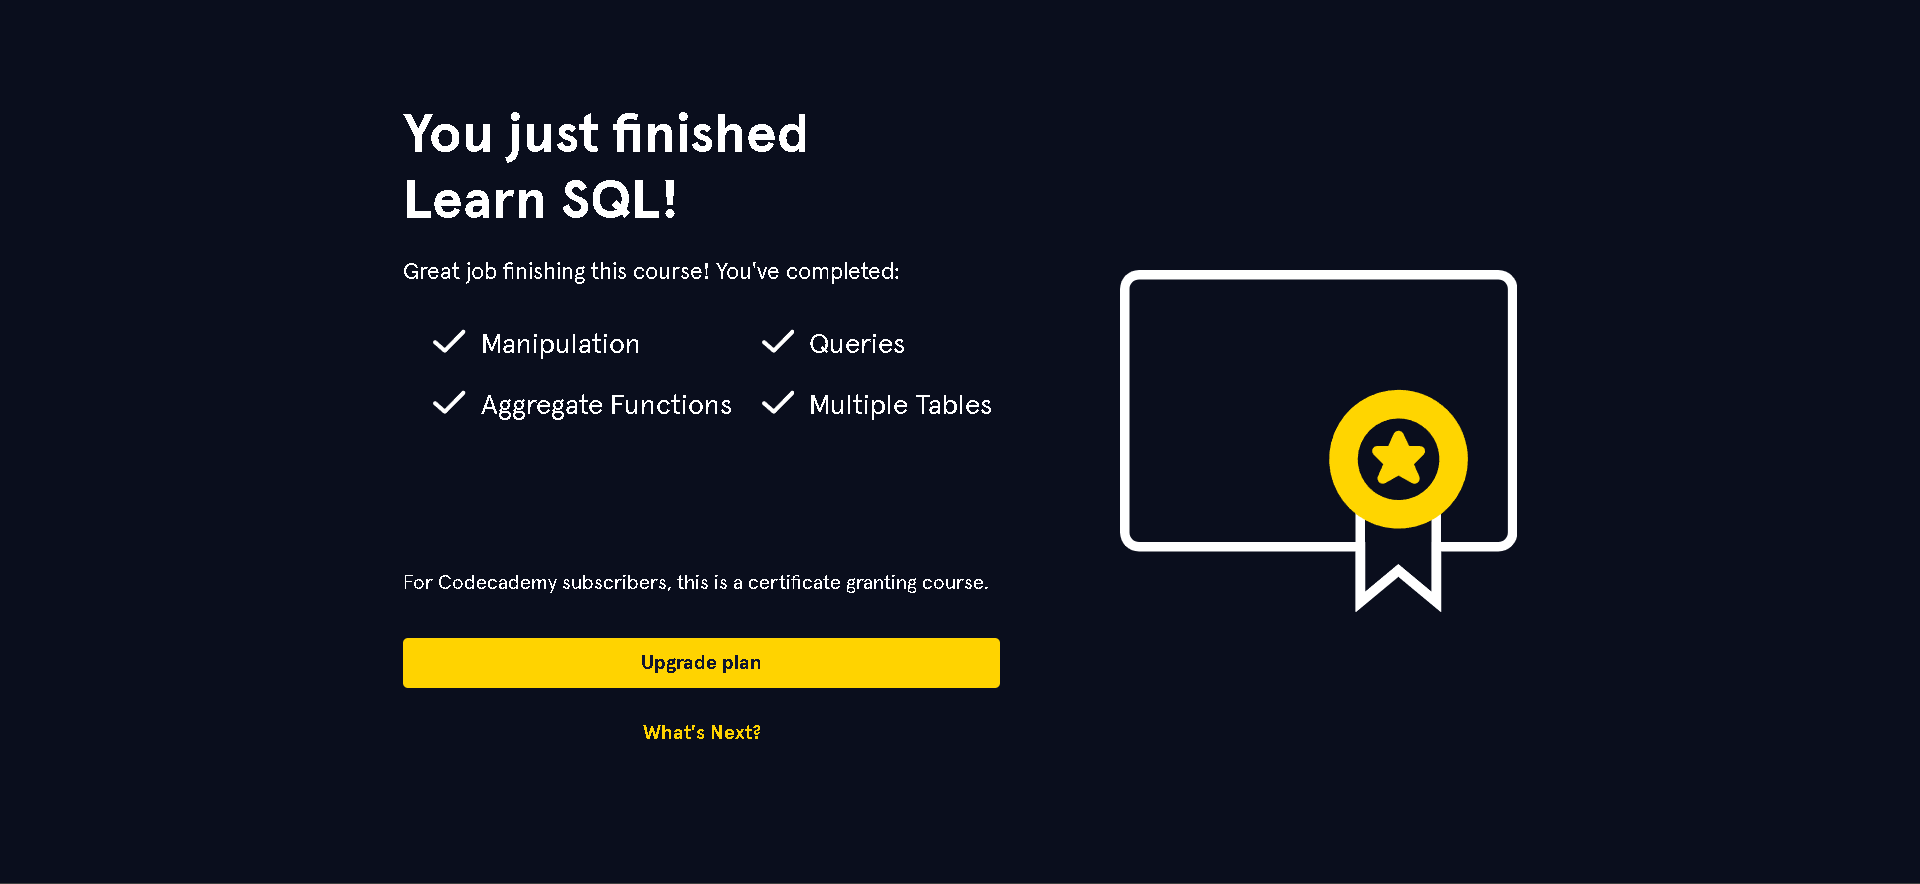 You just finished
Learn SQL!
Great job finishing this course! You've completed:
Manipulation
Queries
Aggregate Functions
Multiple Tables
For Codecademy subscribers, this is a certificate granting course.
Upgrade plan
What's Next?